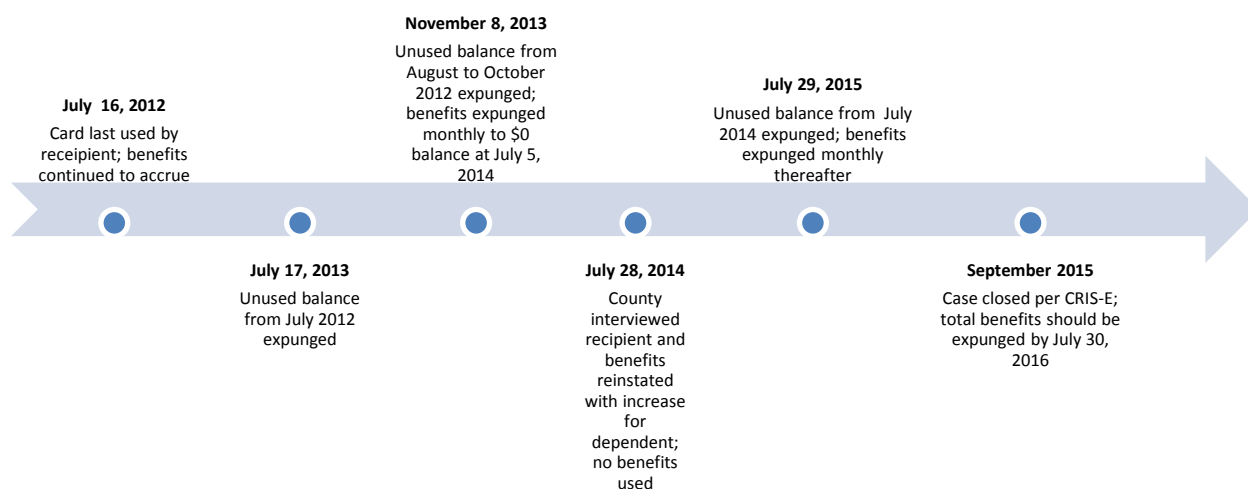 July  16, 2012
Card last used by
receipient; benefits
continued to accrue
July 17, 2013
Unused balance
from July 2012
expunged
November 8, 2013
Unused balance from
August to October
2012 expunged;
benefits expunged
monthly to $0
balance at July 5,
2014
July 28, 2014
County
interviewed
recipient and
benefits
reinstated
with increase
for
dependent;
no benefits
used
July 29, 2015
Unused balance from  July
2014 expunged; benefits
expunged monthly
thereafter
September 2015
Case closed per CRIS-E;
total benefits should be
expunged by July 30,
2016